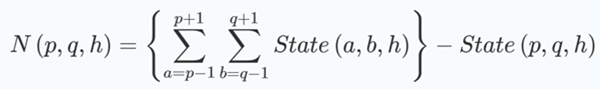 N (p, q, h) = { ∑_{a=p−1}^{p+1} ∑_{b=q−1}^{q+1} State (a, b, h) } − State (p, q, h)